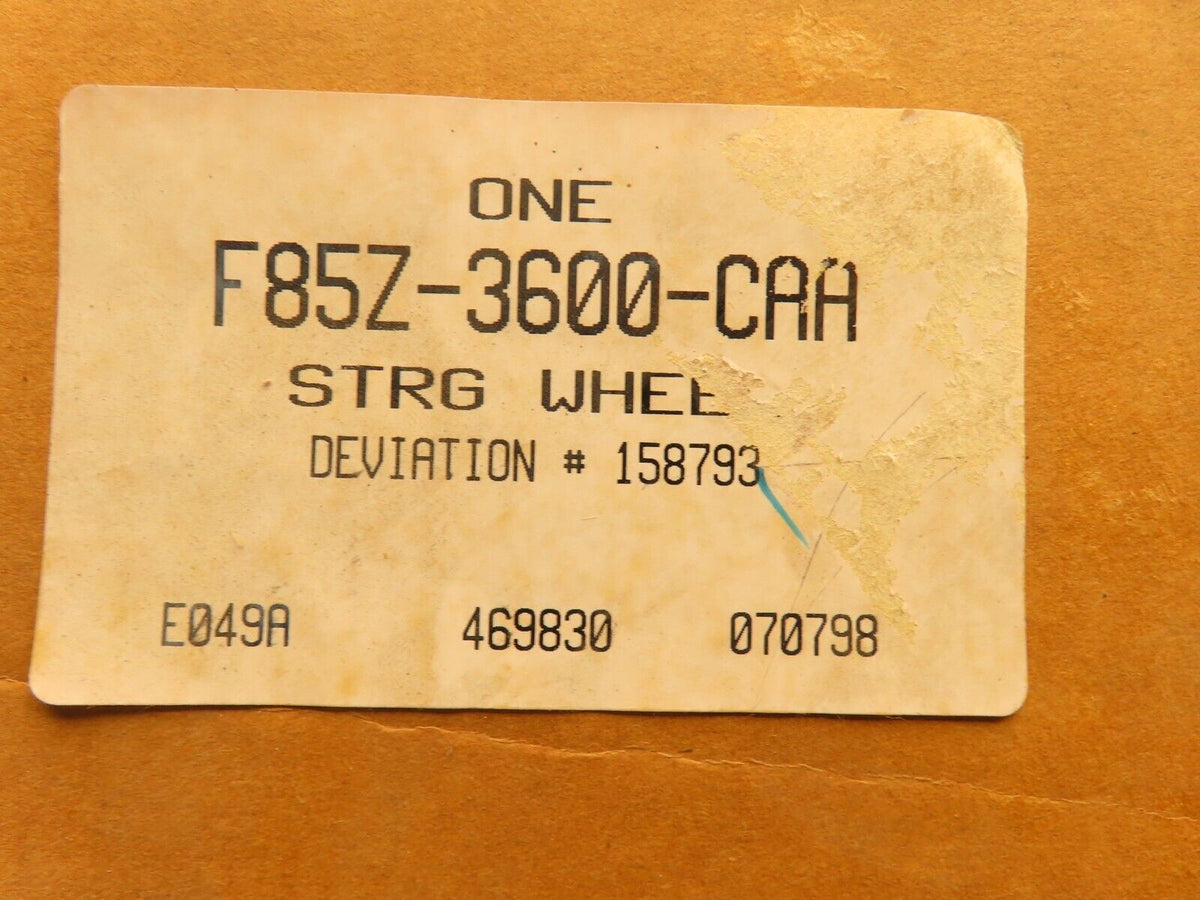 ONE
F85Z-3600-CAA
STRG WHEE
DEVIATION # 158793
E049A 469830 070798